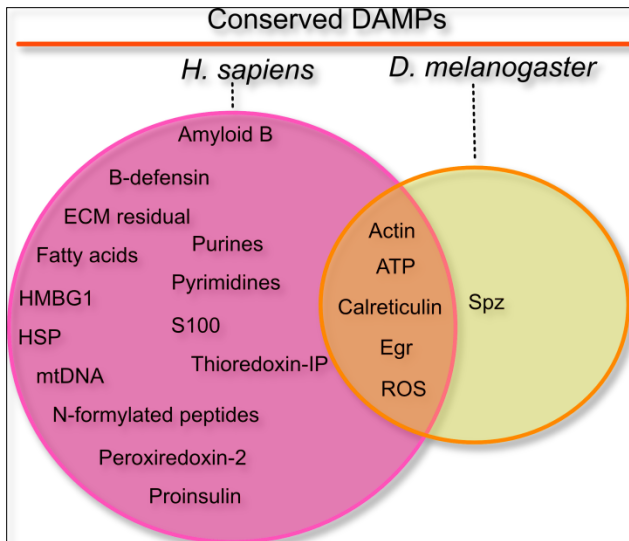 Conserved DAMPs
H. sapiens
D. melanogaster
Amyloid B
B-defensin
ECM residual
Fatty acids
HMBG1
HSP
mtDNA
N-formylated peptides
Peroxiredoxin-2
Proinsulin
Purines
Pyrimidines
S100
Thioredoxin-IP
Actin
ATP
Calreticulin
Egr
ROS
Spz